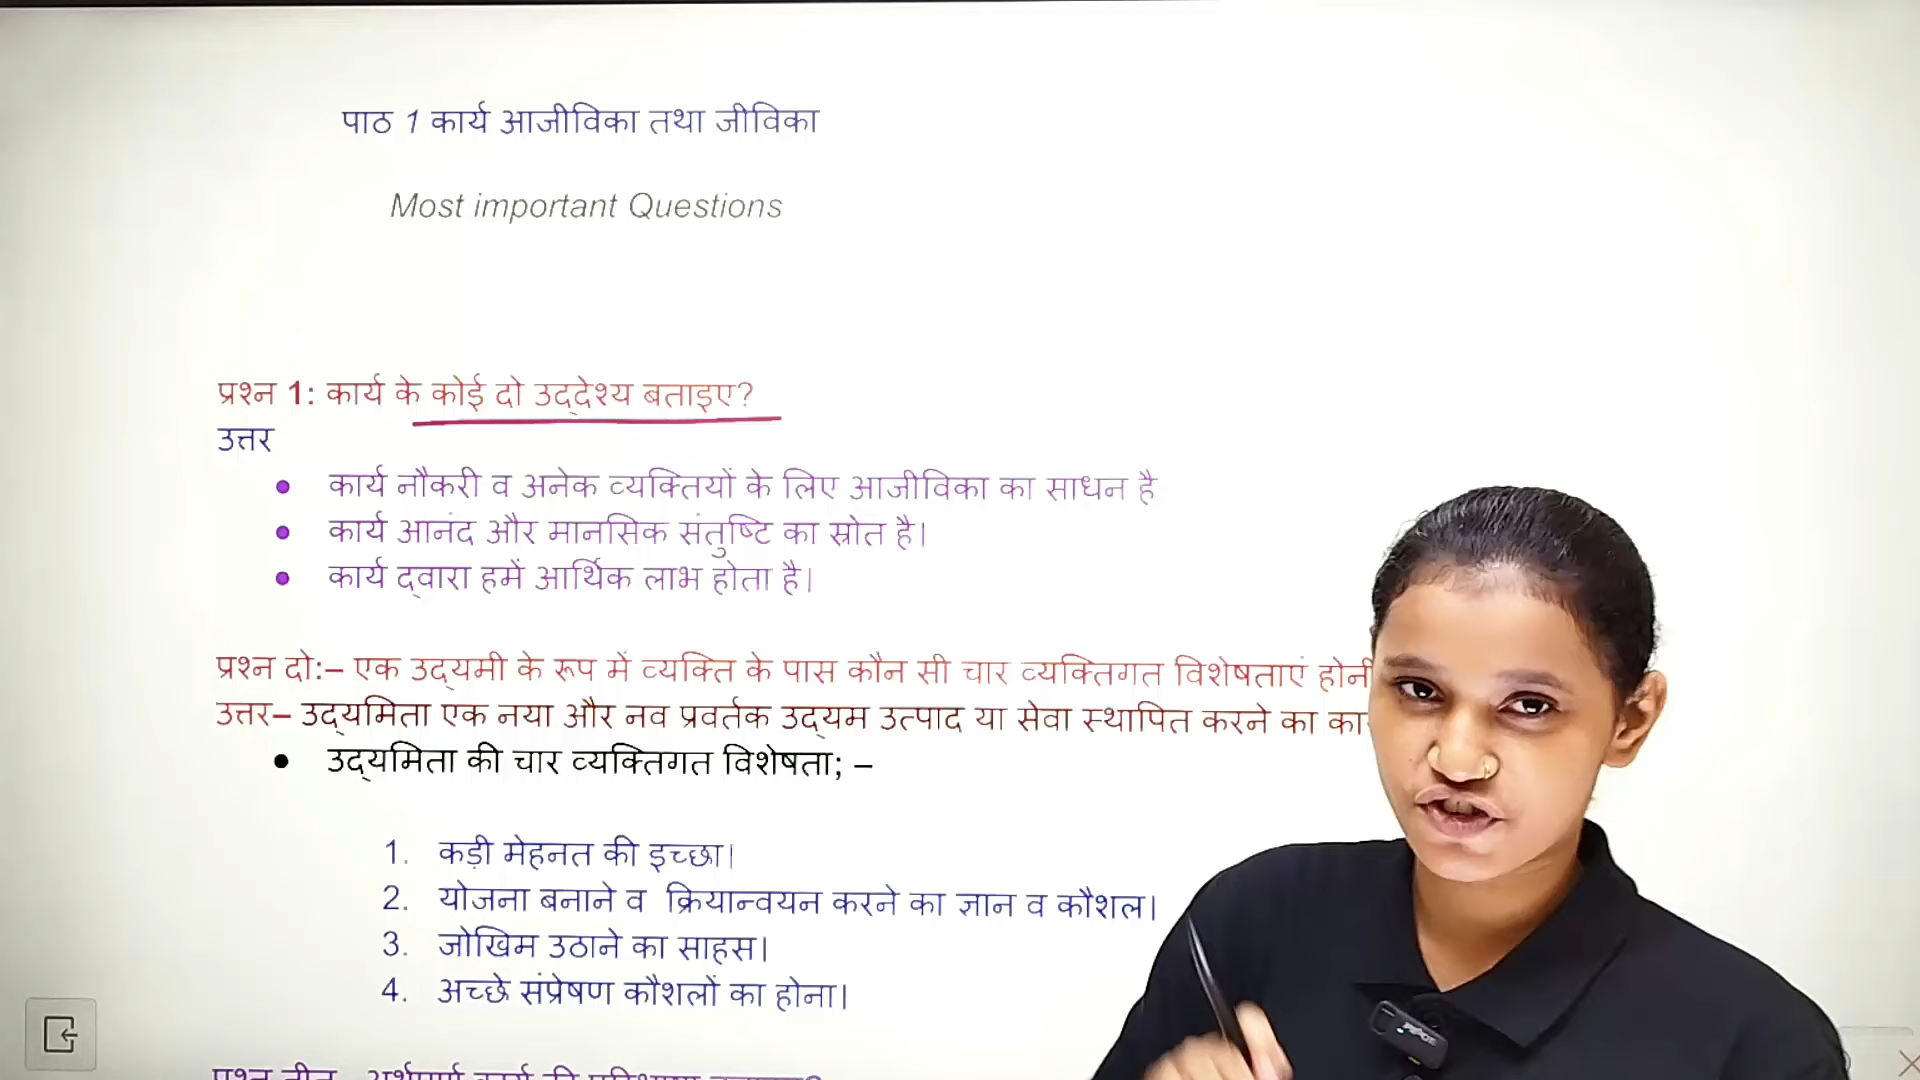 पाठ 1 कार्य आजीविका तथा जीविका
Most important Questions
प्रश्न 1: कार्य के कोई दो उद्देश्य बताइए?
उत्तर
● कार्य नौकरी व अनेक व्यक्तियों के लिए आजीविका का साधन है
● कार्य आनंद और मानसिक संतुष्टि का स्रोत है।
● कार्य द्वारा हमें आर्थिक लाभ होता है।
प्रश्न दो:– एक उद्यमी के रूप में व्यक्ति के पास कौन सी चार व्यक्तिगत विशेषताएं होनी
उत्तर– उद्यमिता एक नया और नव प्रवर्तक उद्यम उत्पाद या सेवा स्थापित करने का
● उद्यमिता की चार व्यक्तिगत विशेषता; –
1. कड़ी मेहनत की इच्छा।
2. योजना बनाने व क्रियान्वयन करने का ज्ञान व कौशल।
3. जोखिम उठाने का साहस।
4. अच्छे संप्रेषण कौशलों का होना।